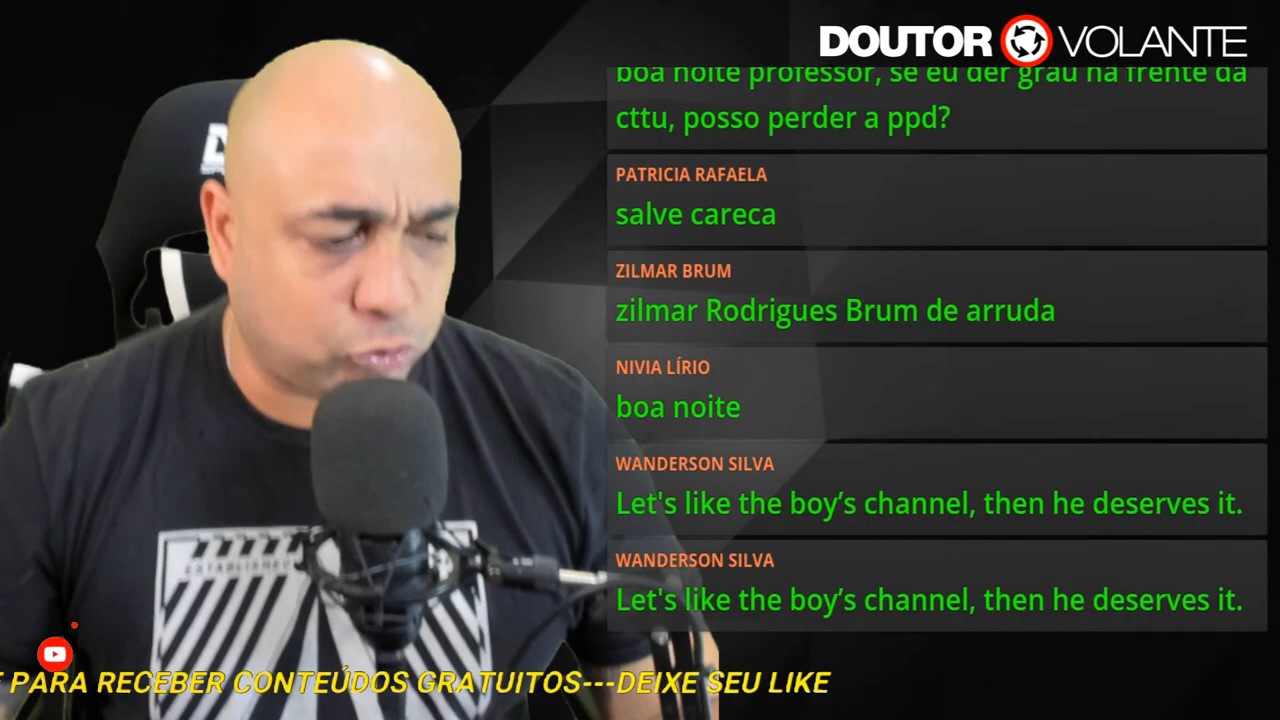 DOUTOR VOLANTE
boa noite professor, se eu der grau na frente da
cttu, posso perder a ppd?
PATRICIA RAFAELA
salve careca
ZILMAR BRUM
zilmar Rodrigues Brum de arruda
NIVIA LÍRIO
boa noite
WANDERSON SILVA
Let's like the boy’s channel, then he deserves it.
WANDERSON SILVA
Let's like the boy’s channel, then he deserves it.
ESTABLISHED
PARA RECEBER CONTEÚDOS GRATUITOS---DEIXE SEU LIKE